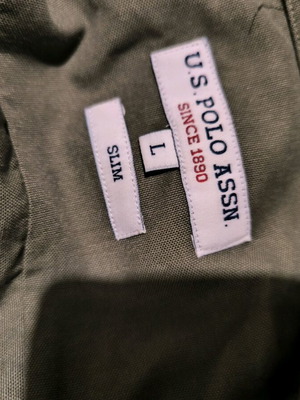 U.S. POLO ASSN.
SINCE 1890
L
SLIM